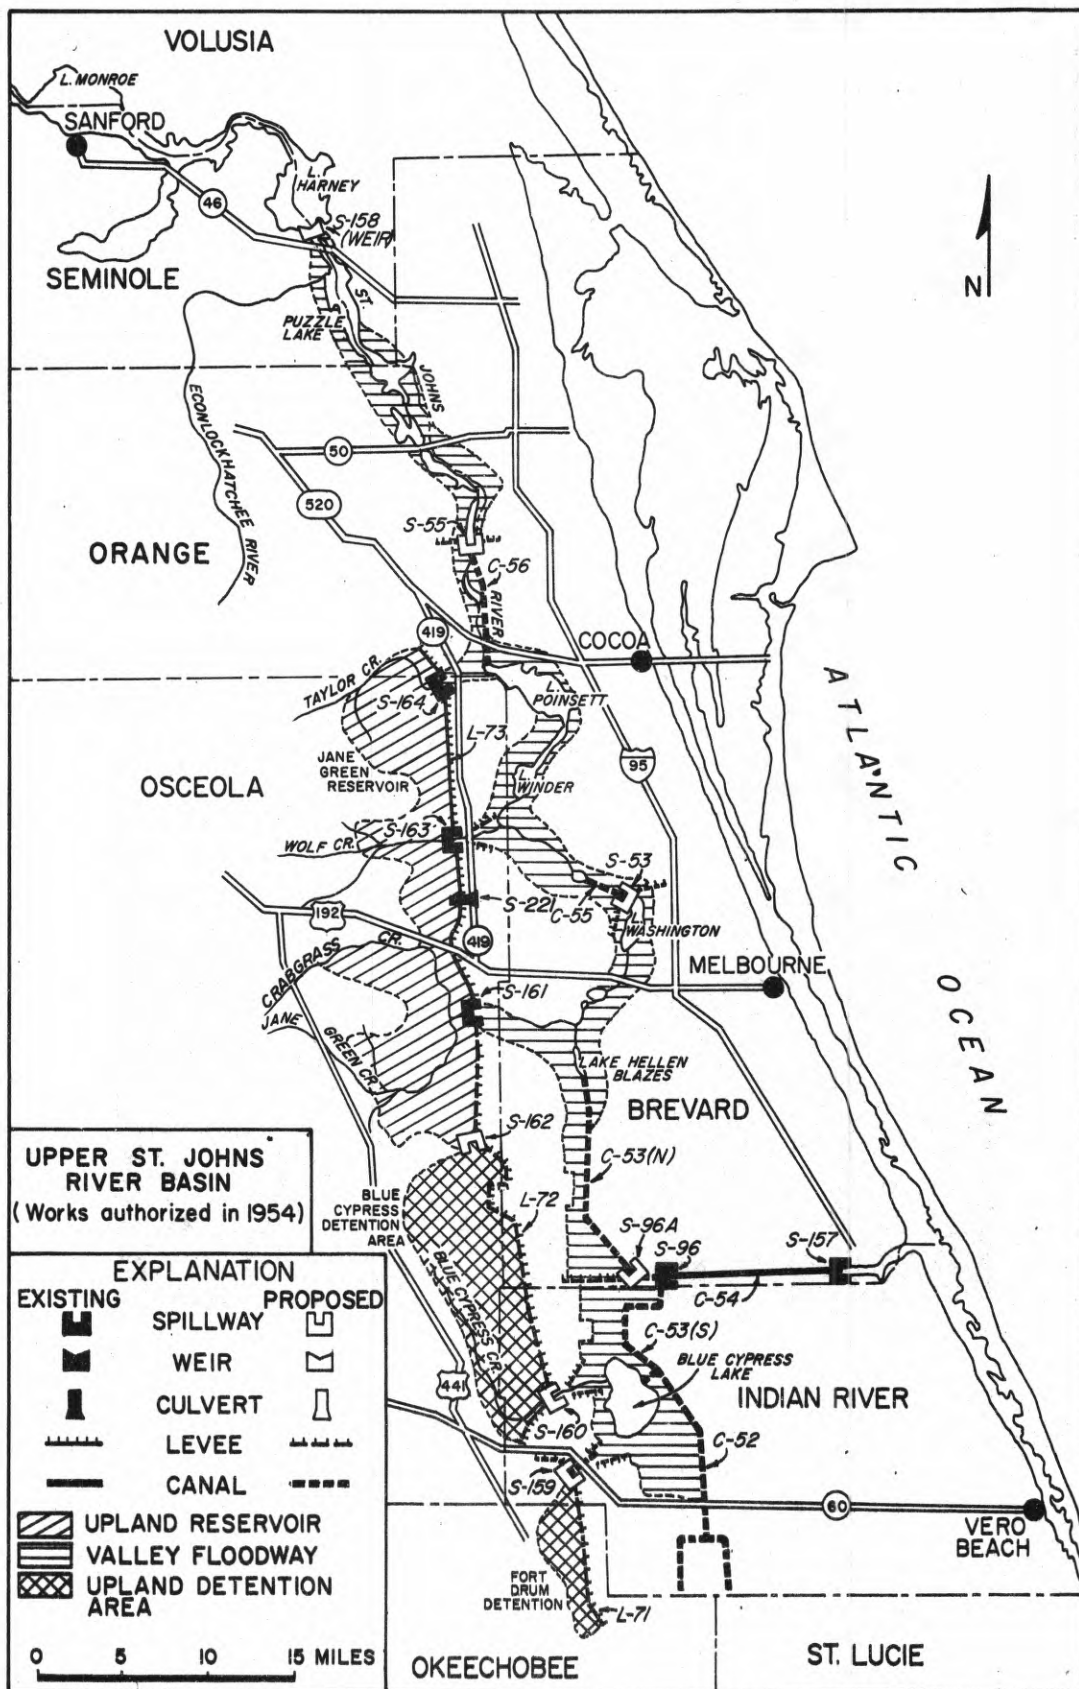 VOLUSIA
L. MONROE
SANFORD
L. HARNEY
46
S-158
(WEIR)
SEMINOLE
N
ST.
PUZZLE
LAKE
JOHNS
ECONLOCKHATCHEE RIVER
50
520
S-55
ORANGE
C-56
RIVER
419
COCOA
TAYLOR CR.
S-164
L.
POINSETT
ATLANTIC
L-73
JANE
GREEN
RESERVOIR
95
OSCEOLA
L.
WINDER
S-163
WOLF CR.
S-53
C-55
S-221
192
L.
WASHINGTON
419
CRABGRASS CR.
MELBOURNE
OCEAN
S-161
JANE GREEN CR.
LAKE HELLEN
BLAZES
BREVARD
S-162
UPPER ST. JOHNS
RIVER BASIN
(Works authorized in 1954)
C-53(N)
BLUE
CYPRESS
DETENTION
AREA
L-72
S-96A
S-96
S-157
BLUE CYPRESS CR.
C-54
C-53(S)
BLUE CYPRESS
LAKE
441
INDIAN RIVER
S-160
C-52
S-159
60
VERO
BEACH
FORT
DRUM
DETENTION
L-71
EXPLANATION
EXISTING PROPOSED
SPILLWAY
WEIR
CULVERT
LEVEE
CANAL
UPLAND RESERVOIR
VALLEY FLOODWAY
UPLAND DETENTION
AREA
0 5 10 15 MILES
OKEECHOBEE
ST. LUCIE